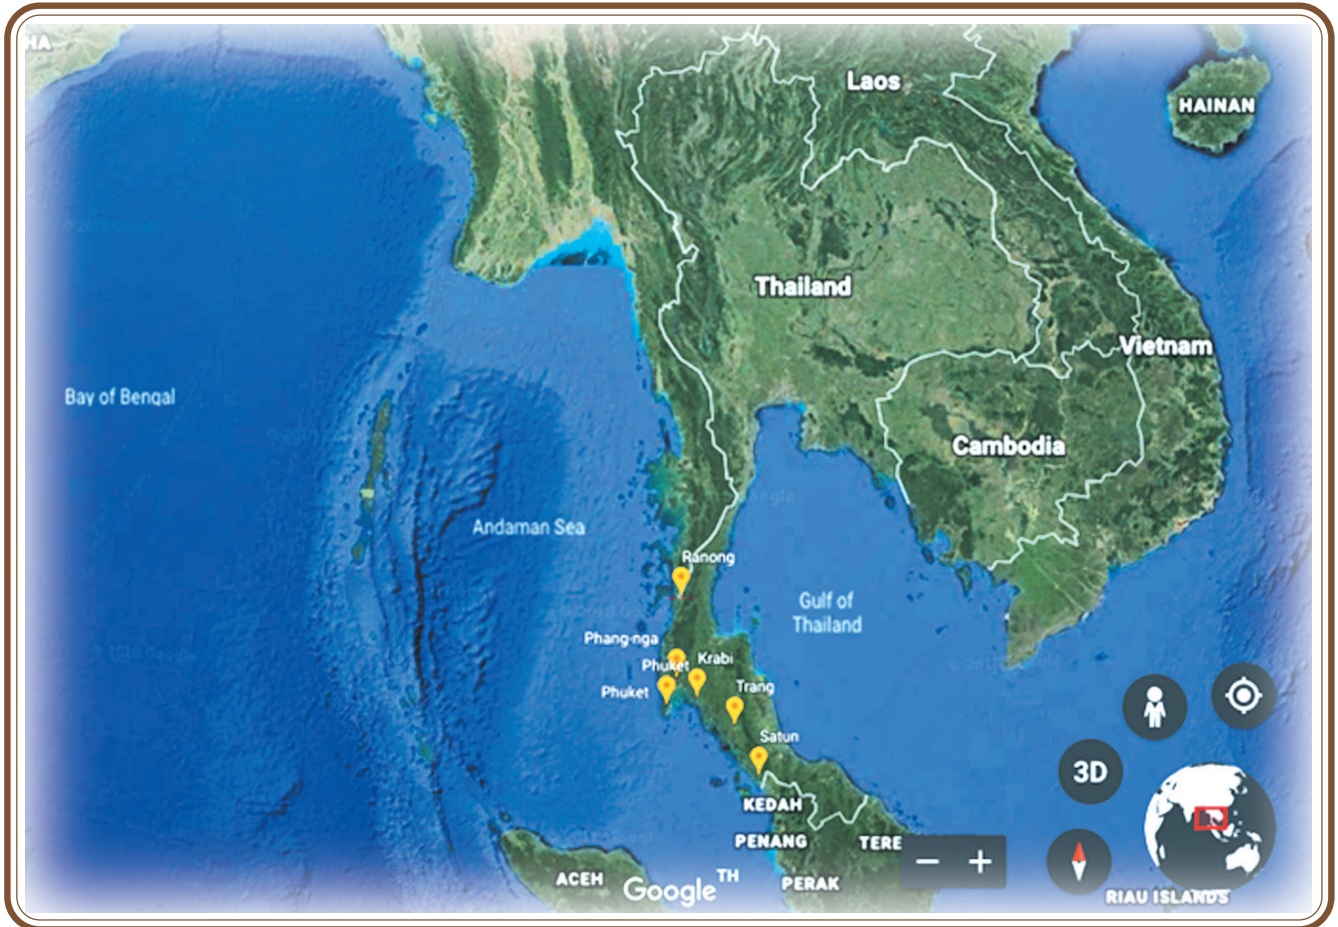 HA
Laos
HAINAN
Thailand
Vietnam
Bay of Bengal
Cambodia
Andaman Sea
Ranong
Gulf of
Thailand
Phang-nga
Phuket
Krabi
Phuket
Trang
Satun
3D
KEDAH
PENANG
TERE
ACEH
Google
TH
PERAK
RIAU ISLANDS